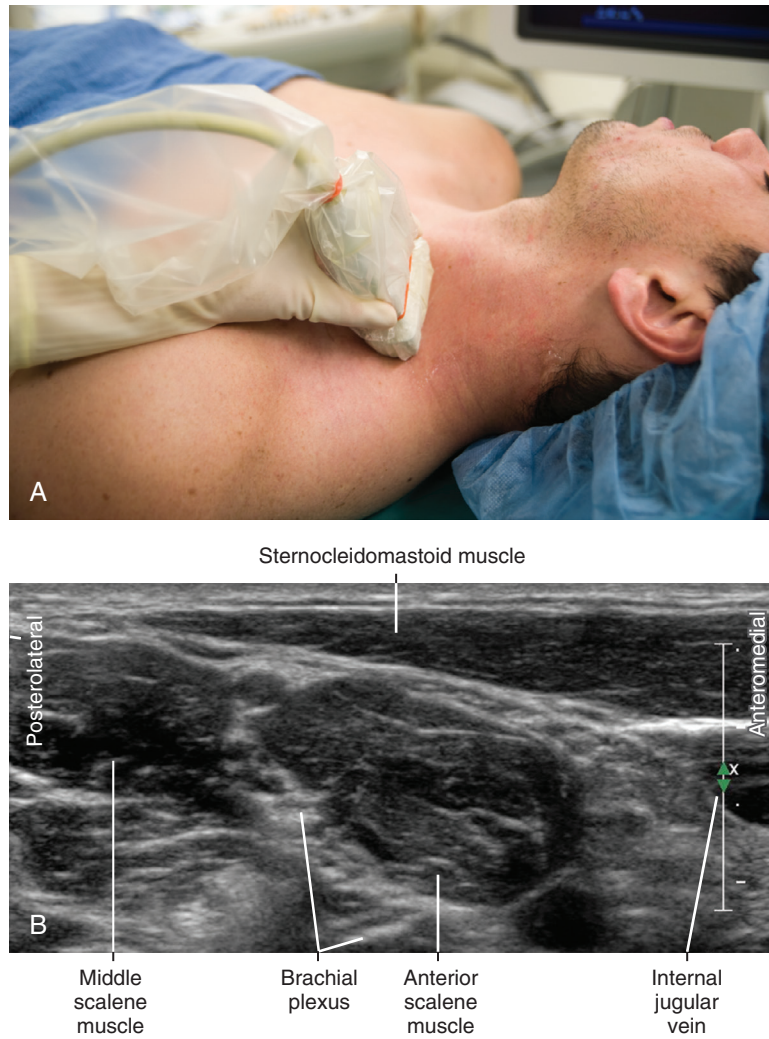 A
Sternocleidomastoid muscle
Posterolateral
Anteromedial
x
B
Middle
scalene
muscle
Brachial
plexus
Anterior
scalene
muscle
Internal
jugular
vein